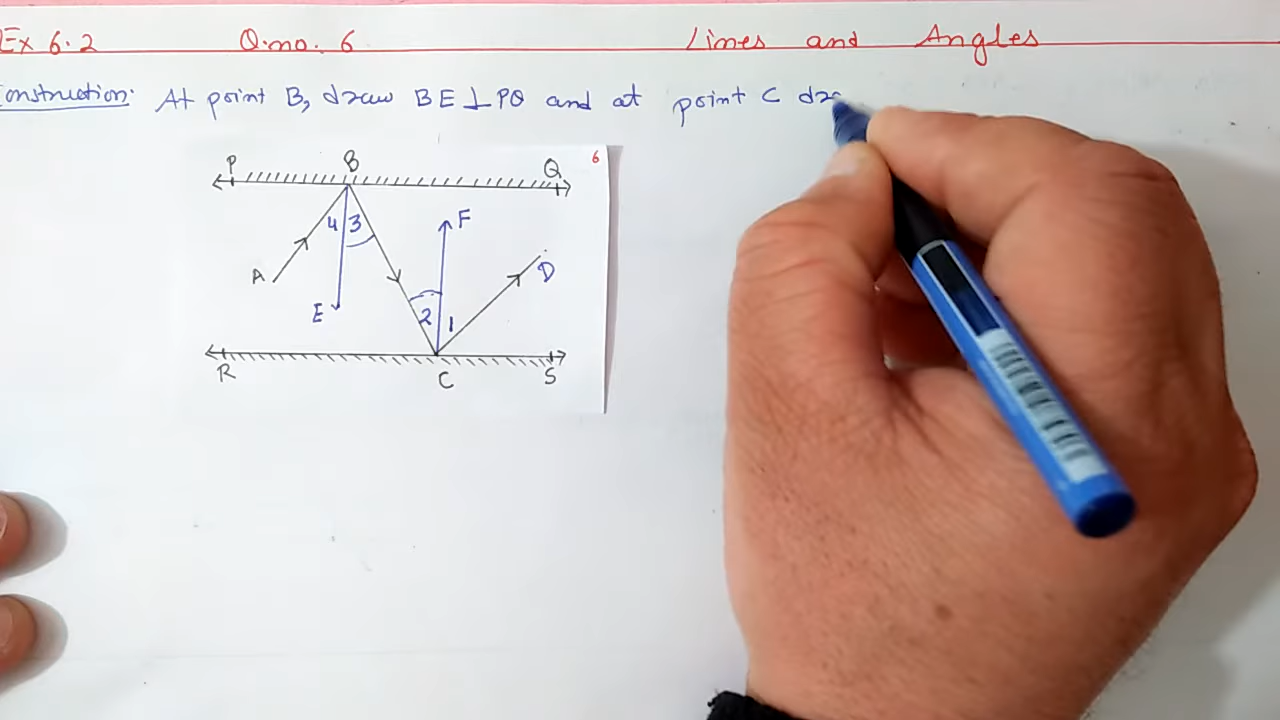 Ex 6.2 Q.no. 6 Lines and Angles
Construction: At point B, draw BE⊥PQ and at point C
P B Q 6
4 3 F
A D
E 2 1
R C S